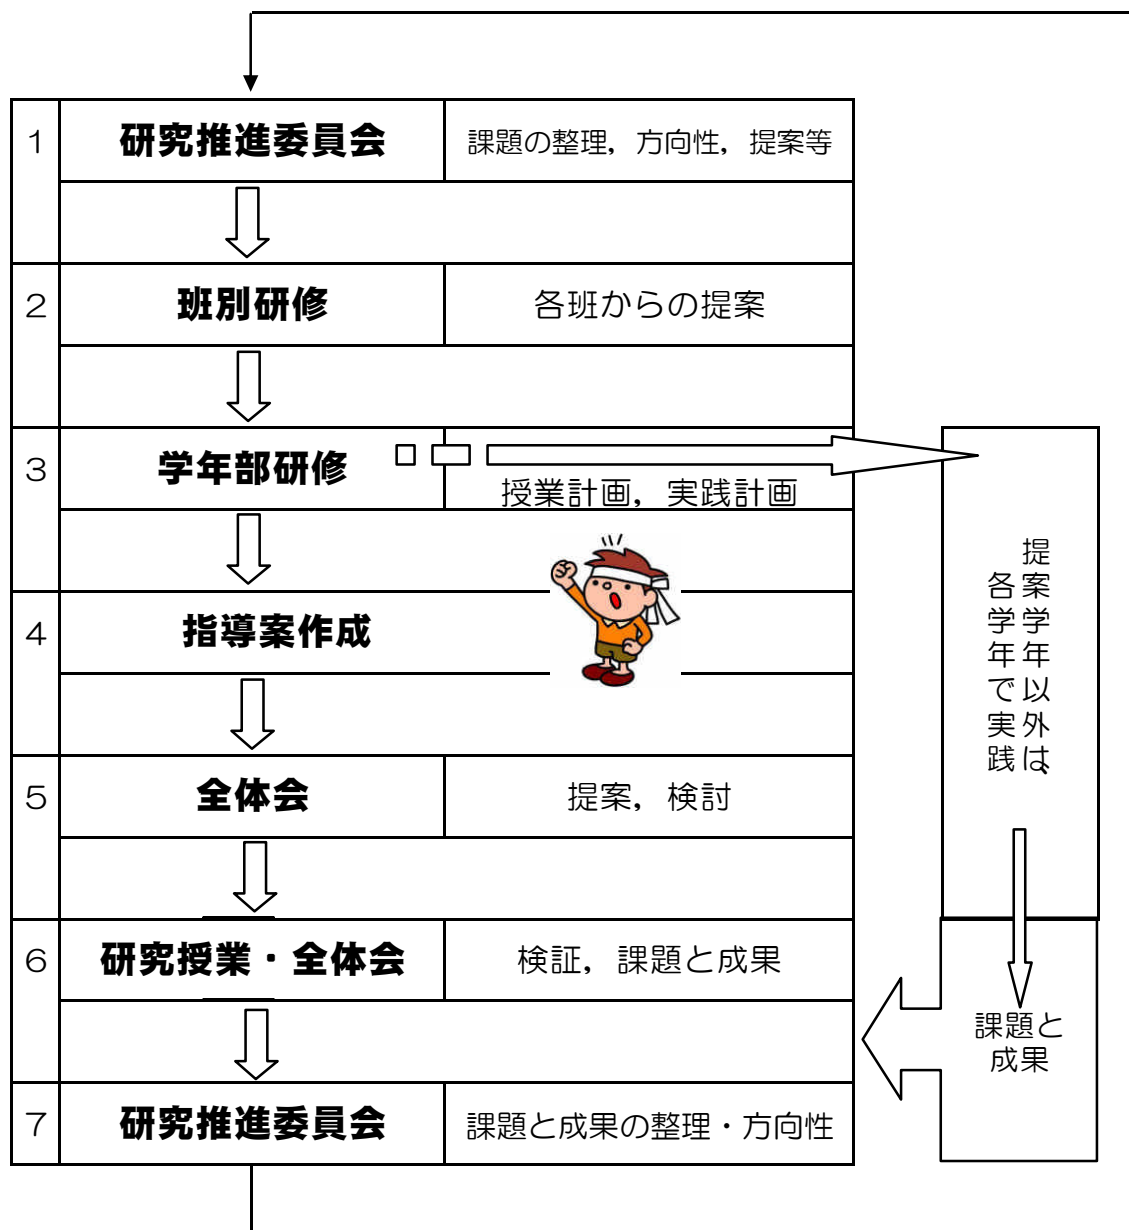 1
研究推進委員会
課題の整理，方向性，提案等
2
班別研修
各班からの提案
3
学年部研修
授業計画，実践計画
4
指導案作成
5
全体会
提案，検討
6
研究授業・全体会
検証，課題と成果
7
研究推進委員会
課題と成果の整理・方向性
提案学年以外は、
各学年で実践
課題と
成果